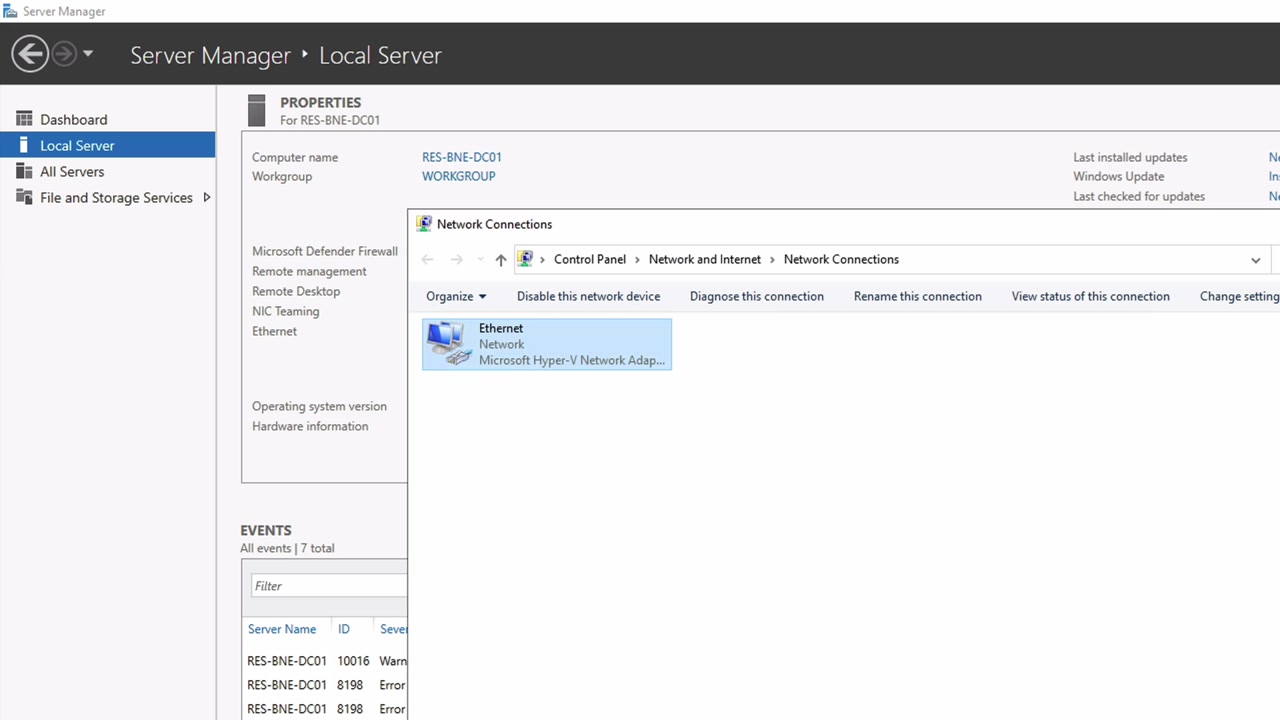 Server Manager
Server Manager ‣ Local Server
Dashboard
Local Server
All Servers
File and Storage Services
PROPERTIES
For RES-BNE-DC01
Computer name RES-BNE-DC01
Workgroup WORKGROUP
Last installed updates Ne
Windows Update Ins
Last checked for updates Ne
Microsoft Defender Firewall
Remote management
Remote Desktop
NIC Teaming
Ethernet
Operating system version
Hardware information
Network Connections
Control Panel › Network and Internet › Network Connections
Organize Disable this network device Diagnose this connection Rename this connection View status of this connection Change setting
Ethernet
Network
Microsoft Hyper-V Network Adap...
EVENTS
All events | 7 total
Filter
Server Name ID Sever
RES-BNE-DC01 10016 Warn
RES-BNE-DC01 8198 Error
RES-BNE-DC01 8198 Error